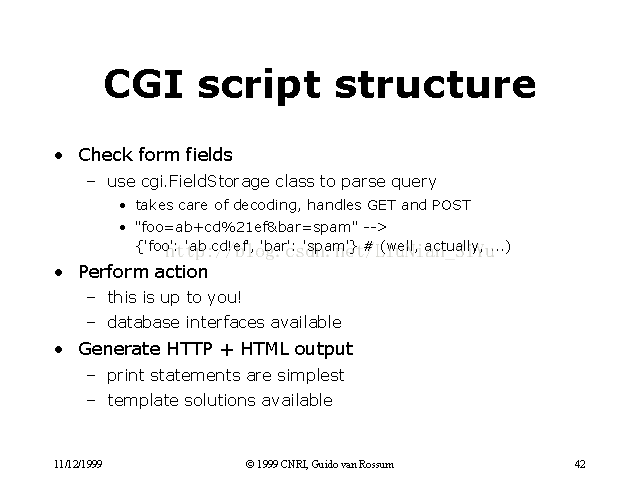 CGI script structure
• Check form fields
– use cgi.FieldStorage class to parse query
• takes care of decoding, handles GET and POST
• "foo=ab+cd%21ef&bar=spam" -->
{'foo': 'ab cd!ef', 'bar': 'spam'} # (well, actually, ...)
• Perform action
– this is up to you!
– database interfaces available
• Generate HTTP + HTML output
– print statements are simplest
– template solutions available
11/12/1999 © 1999 CNRI, Guido van Rossum 42